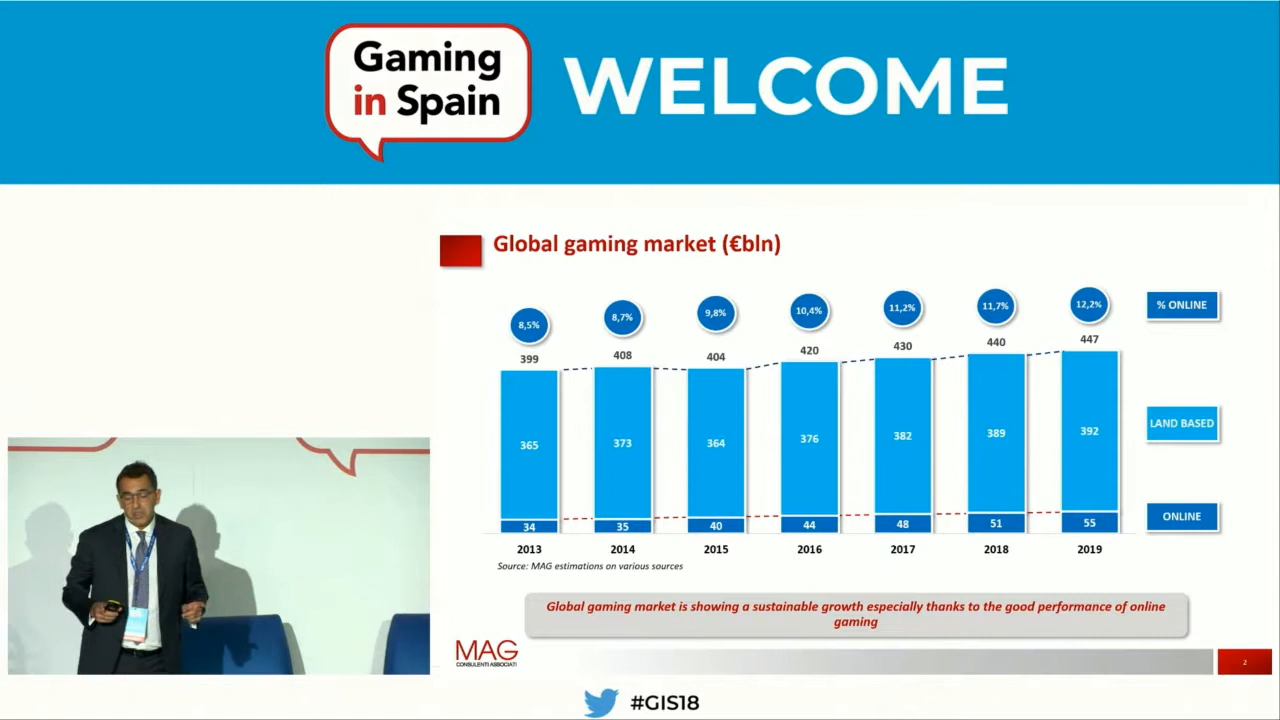 Gaming
in Spain
WELCOME
Global gaming market (€bln)
8,5%
8,7%
9,8%
10,4%
11,2%
11,7%
12,2%
% ONLINE
399
408
404
420
430
440
447
365
373
364
376
382
389
392
LAND BASED
34
35
40
44
48
51
55
ONLINE
2013
2014
2015
2016
2017
2018
2019
Source: MAG estimations on various sources
Global gaming market is showing a sustainable growth especially thanks to the good performance of online
gaming
MAG
CONSULENTI ASSOCIATI
2
#GIS18